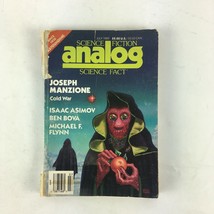 SCIENCE FICTION
analog
SCIENCE FACT
JOSEPH
MANZIONE
Cold War
ISAAC ASIMOV
BEN BOVA
MICHAEL F.
FLYNN